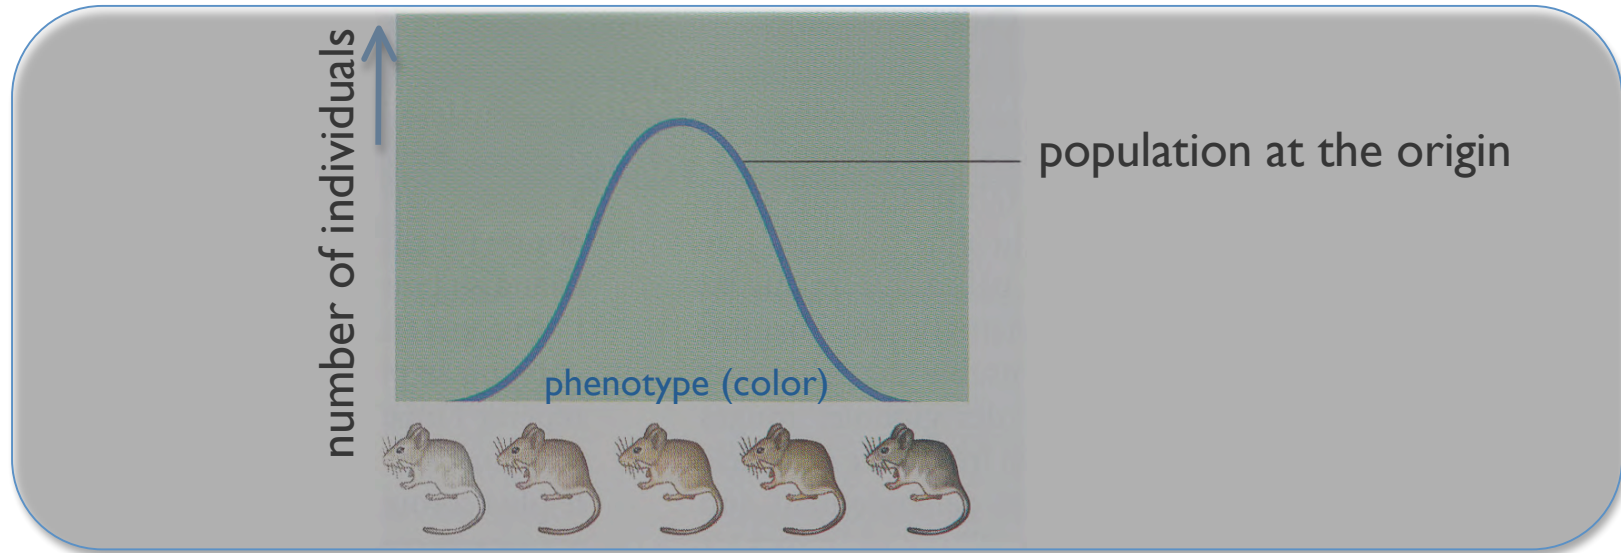 number of individuals
population at the origin
phenotype (color)